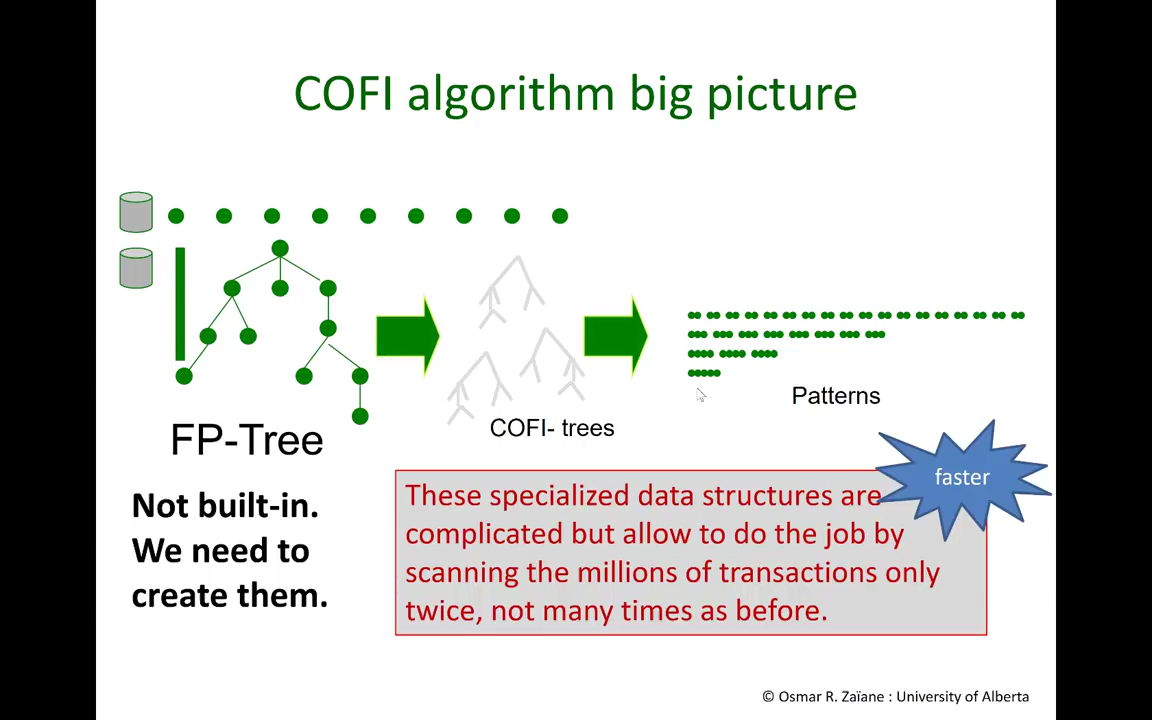 COFI algorithm big picture
FP-Tree
COFI- trees
Patterns
Not built-in.
We need to
create them.
These specialized data structures are
complicated but allow to do the job by
scanning the millions of transactions only
twice, not many times as before.
faster
© Osmar R. Zaïane : University of Alberta